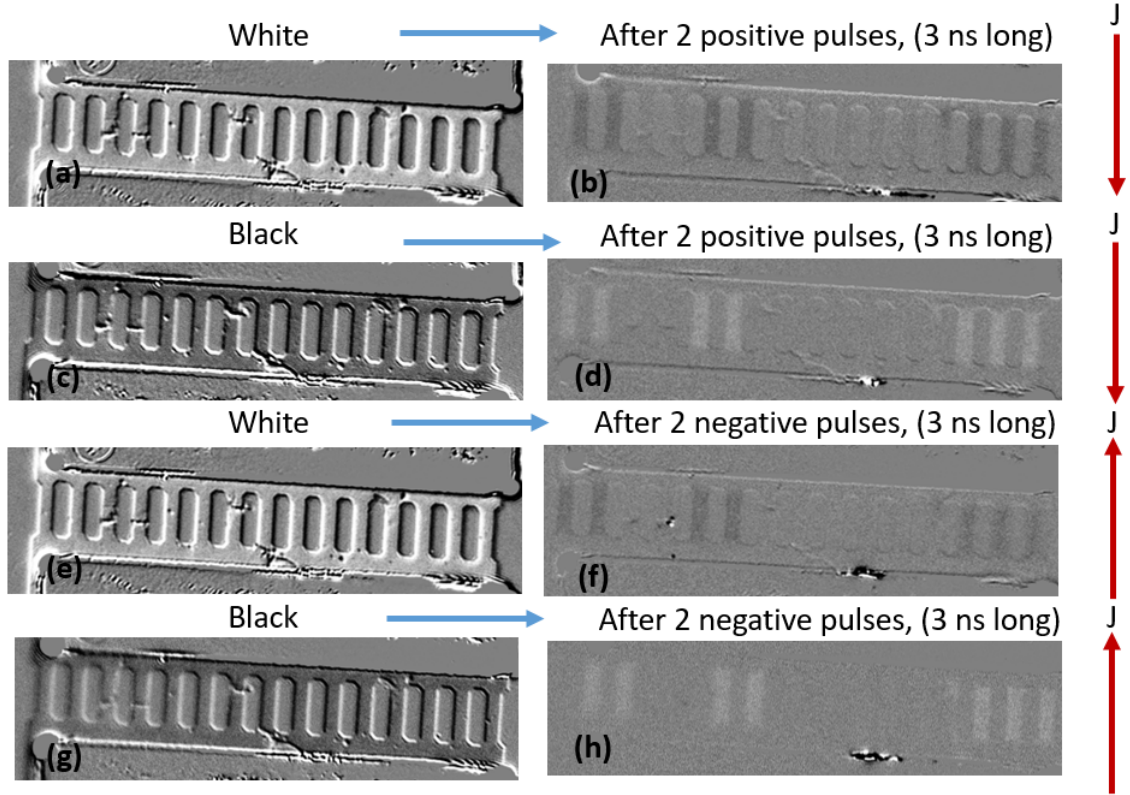 White
After 2 positive pulses, (3 ns long)
J
(a)
(b)
Black
After 2 positive pulses, (3 ns long)
J
(c)
(d)
White
After 2 negative pulses, (3 ns long)
J
(e)
(f)
Black
After 2 negative pulses, (3 ns long)
J
(g)
(h)